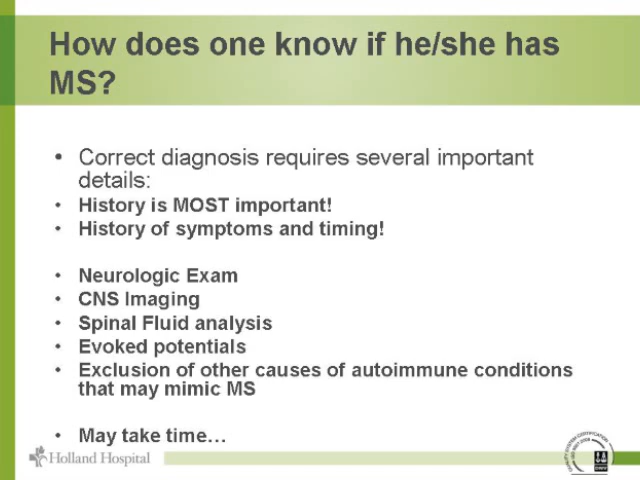 How does one know if he/she has
MS?
• Correct diagnosis requires several important
details:
• History is MOST important!
• History of symptoms and timing!
• Neurologic Exam
• CNS Imaging
• Spinal Fluid analysis
• Evoked potentials
• Exclusion of other causes of autoimmune conditions
that may mimic MS
• May take time…
Holland Hospital